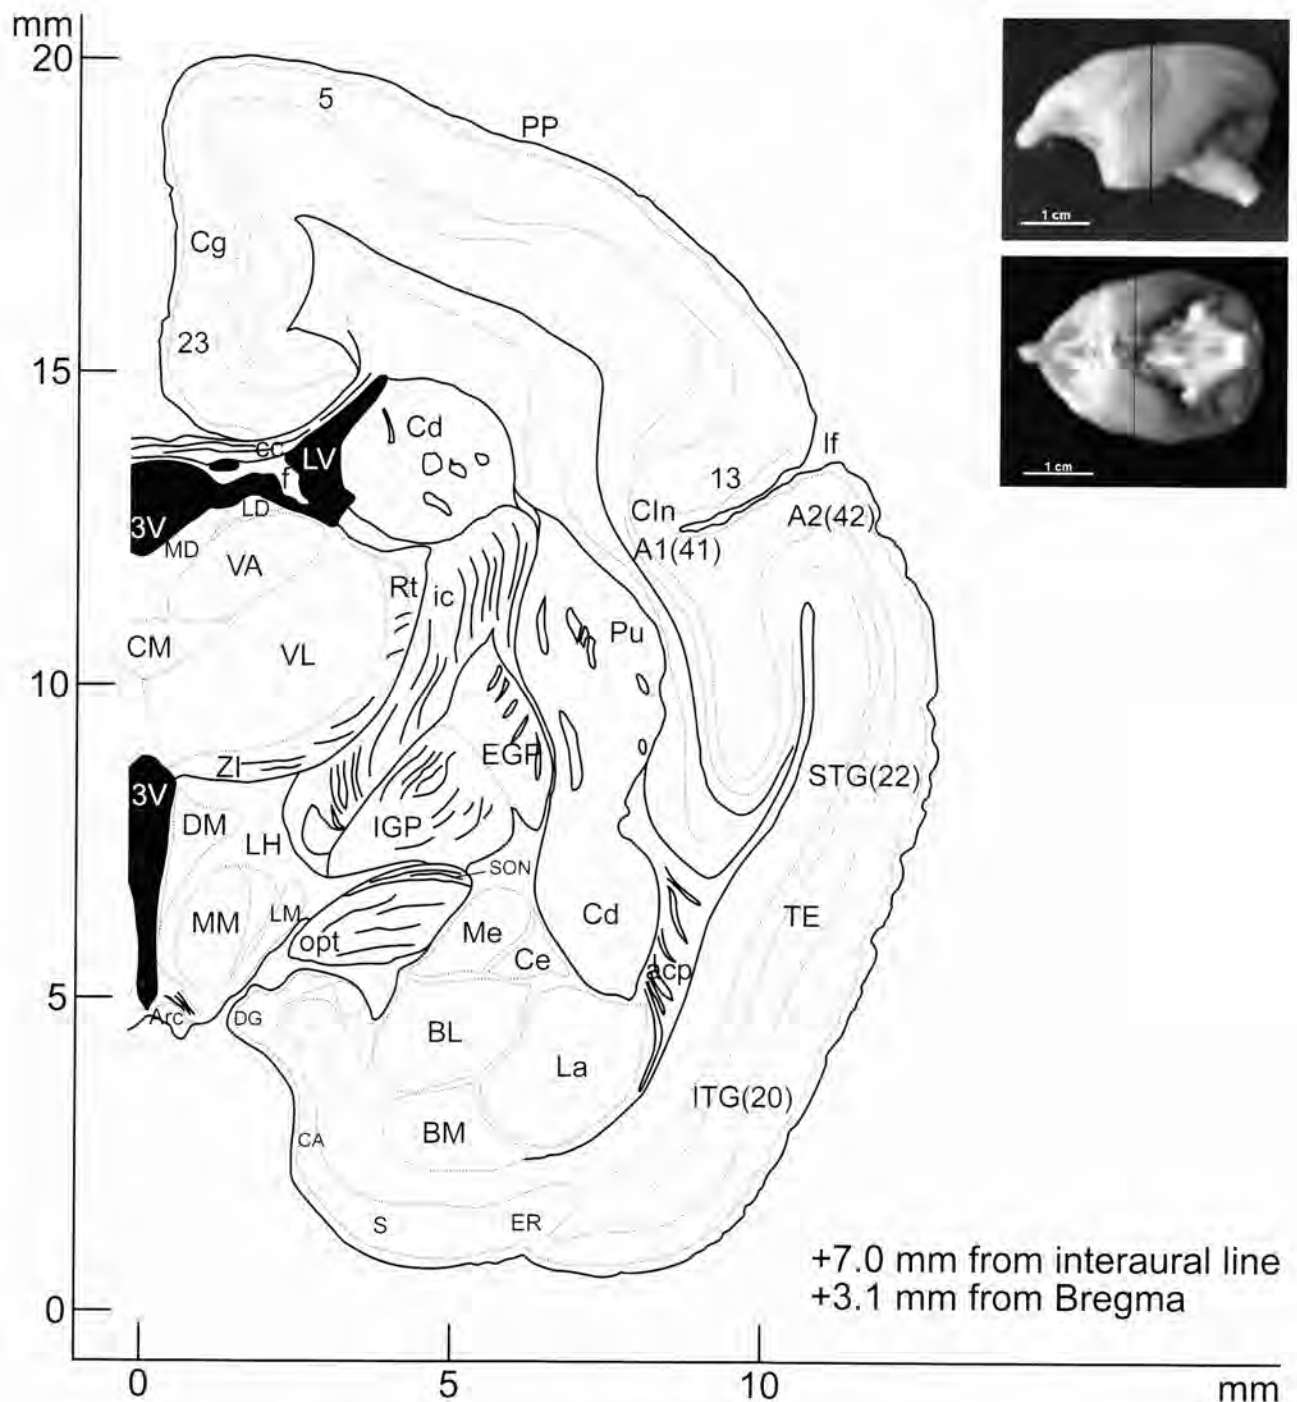 mm
20
5
PP
Cg
23
15
Cd
lf
cc
LV
f
13
Cln
A2(42)
LD
3V
MD
A1(41)
VA
Rt
ic
Pu
CM
VL
10
EGP
STG(22)
ZI
3V
DM
IGP
LH
SON
LM
Cd
TE
MM
Me
opt
Ce
acp
5
Arc
DG
BL
La
ITG(20)
BM
CA
S
ER
+7.0 mm from interaural line
+3.1 mm from Bregma
0
0
5
10
mm
1 cm
1 cm